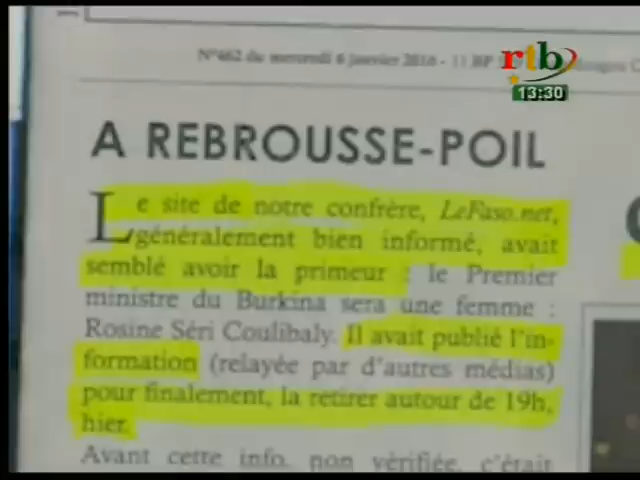 N°462 du mercredi 6 janvier 2016 - 11 BP
rtb
13:30
A REBROUSSE-POIL
Le site de notre confrère, LeFaso.net,
généralement bien informé, avait
semblé avoir la primeur : le Premier
ministre du Burkina sera une femme :
Rosine Séri Coulibaly. Il avait publié l'in-
formation (relayée par d'autres médias)
pour finalement, la retirer autour de 19h,
hier.
Avant cette info, non vérifiée, c'était